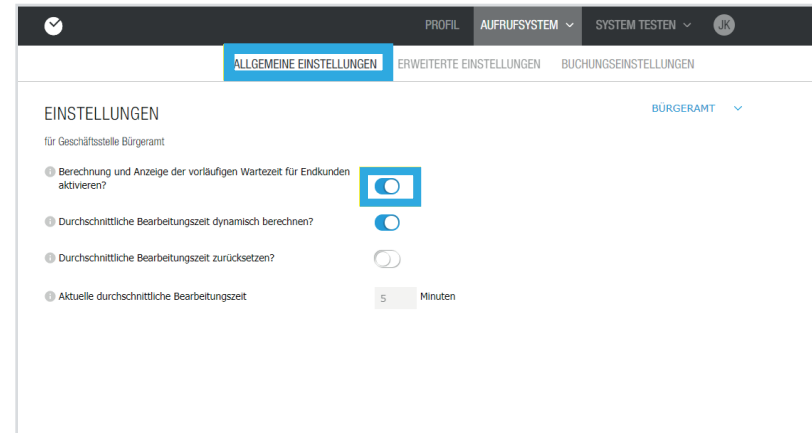 PROFIL AUFRUFSYSTEM SYSTEM TESTEN JK
ALLGEMEINE EINSTELLUNGEN ERWEITERTE EINSTELLUNGEN BUCHUNGSEINSTELLUNGEN
EINSTELLUNGEN
BÜRGERAMT
für Geschäftsstelle Bürgeramt
Berechnung und Anzeige der vorläufigen Wartezeit für Endkunden
aktivieren?
Durchschnittliche Bearbeitungszeit dynamisch berechnen?
Durchschnittliche Bearbeitungszeit zurücksetzen?
Aktuelle durchschnittliche Bearbeitungszeit 5 Minuten